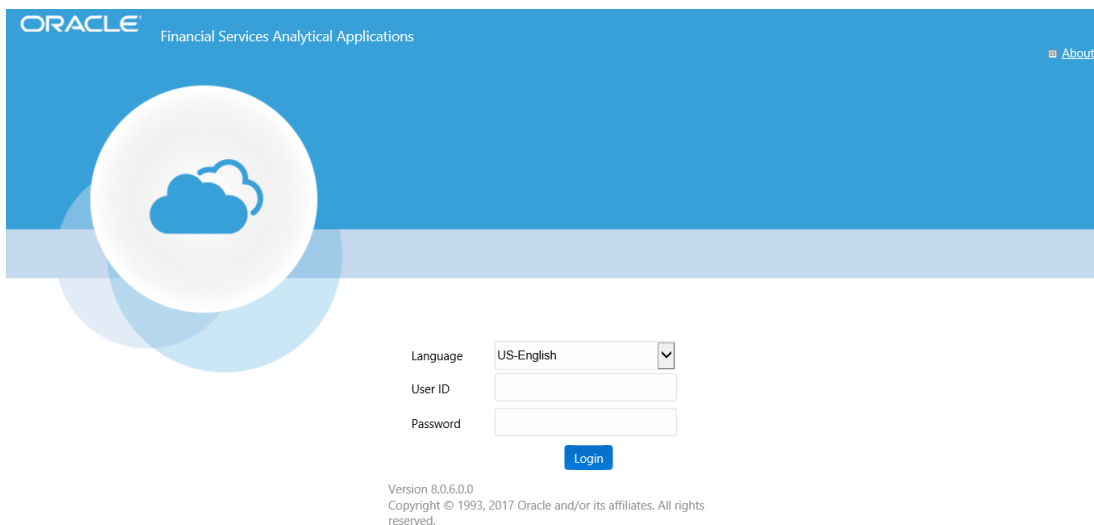 ORACLE
Financial Services Analytical Applications
About
Language US-English
User ID
Password
Login
Version 8.0.6.0.0
Copyright © 1993, 2017 Oracle and/or its affiliates. All rights
reserved.